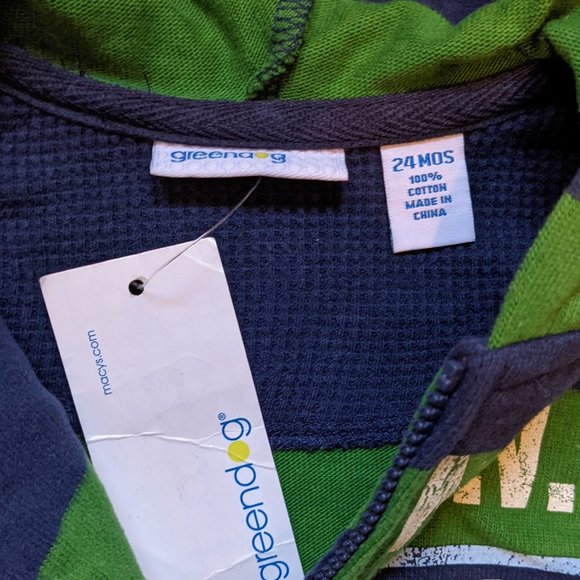 greendog
24 MOS
100%
COTTON
MADE IN
CHINA
macys.com
greendog®